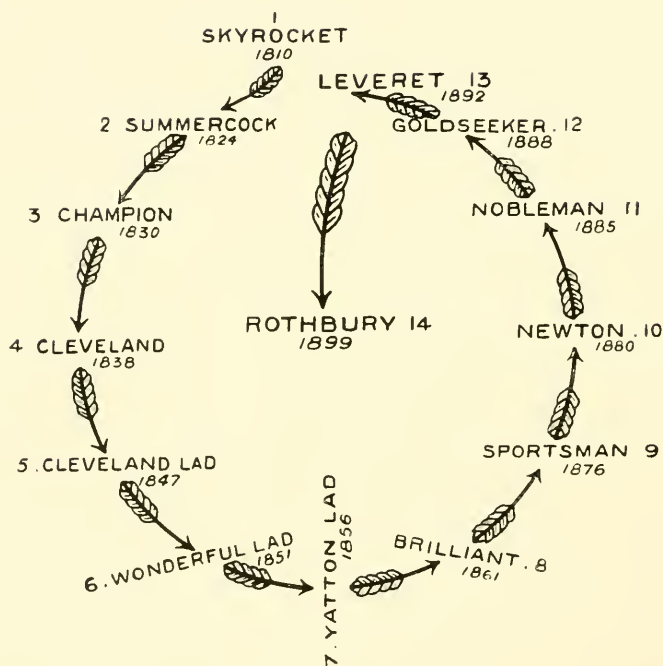 1
SKYROCKET
1810
2 SUMMERCOCK
1824
3 CHAMPION
1830
4 CLEVELAND
1838
5. CLEVELAND LAD
1847
6. WONDERFUL LAD
1851
7. YATTON LAD
1856
BRILLIANT. 8
1861
SPORTSMAN 9
1876
NEWTON. 10
1880
NOBLEMAN 11
1885
GOLDSEEKER. 12
1888
LEVERET 13
1892
ROTHBURY 14
1899